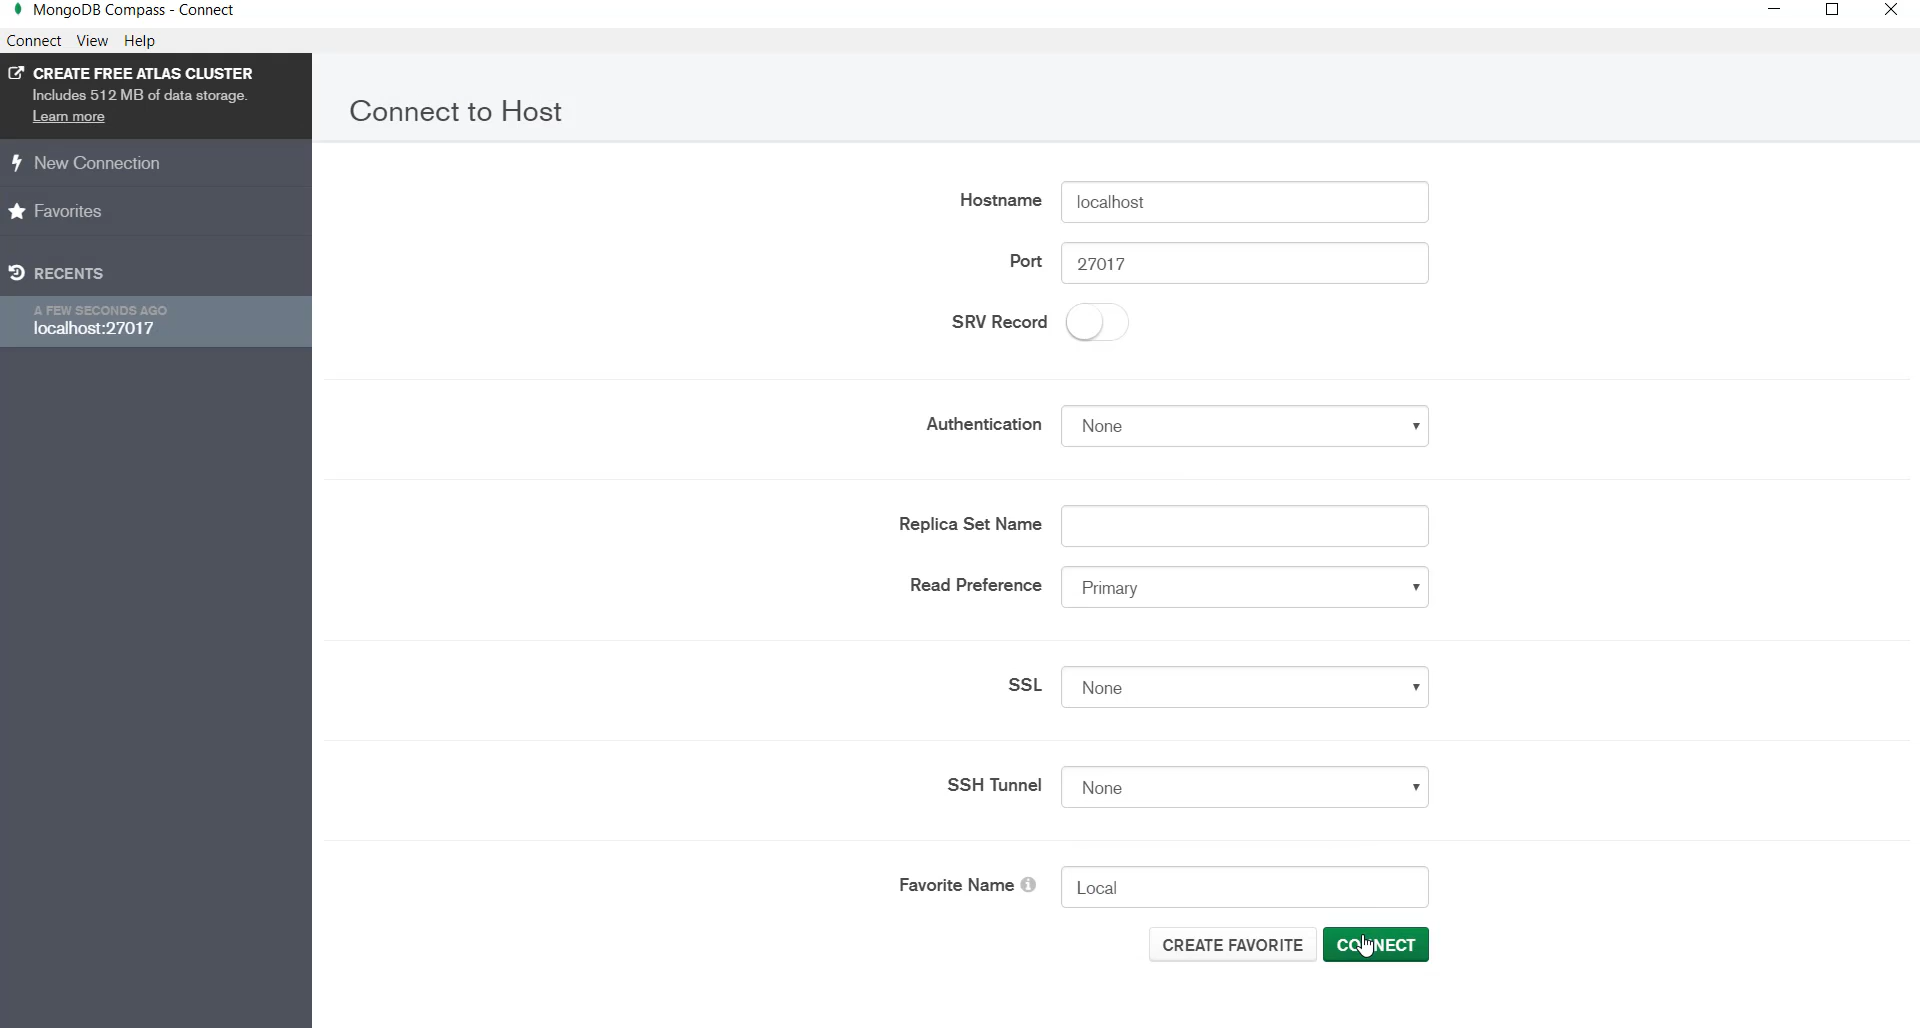 MongoDB Compass - Connect
Connect View Help
CREATE FREE ATLAS CLUSTER
Includes 512 MB of data storage.
Learn more
New Connection
Favorites
RECENTS
A FEW SECONDS AGO
localhost:27017
Connect to Host
Hostname localhost
Port 27017
SRV Record
Authentication None
Replica Set Name
Read Preference Primary
SSL None
SSH Tunnel None
Favorite Name Local
CREATE FAVORITE CONNECT